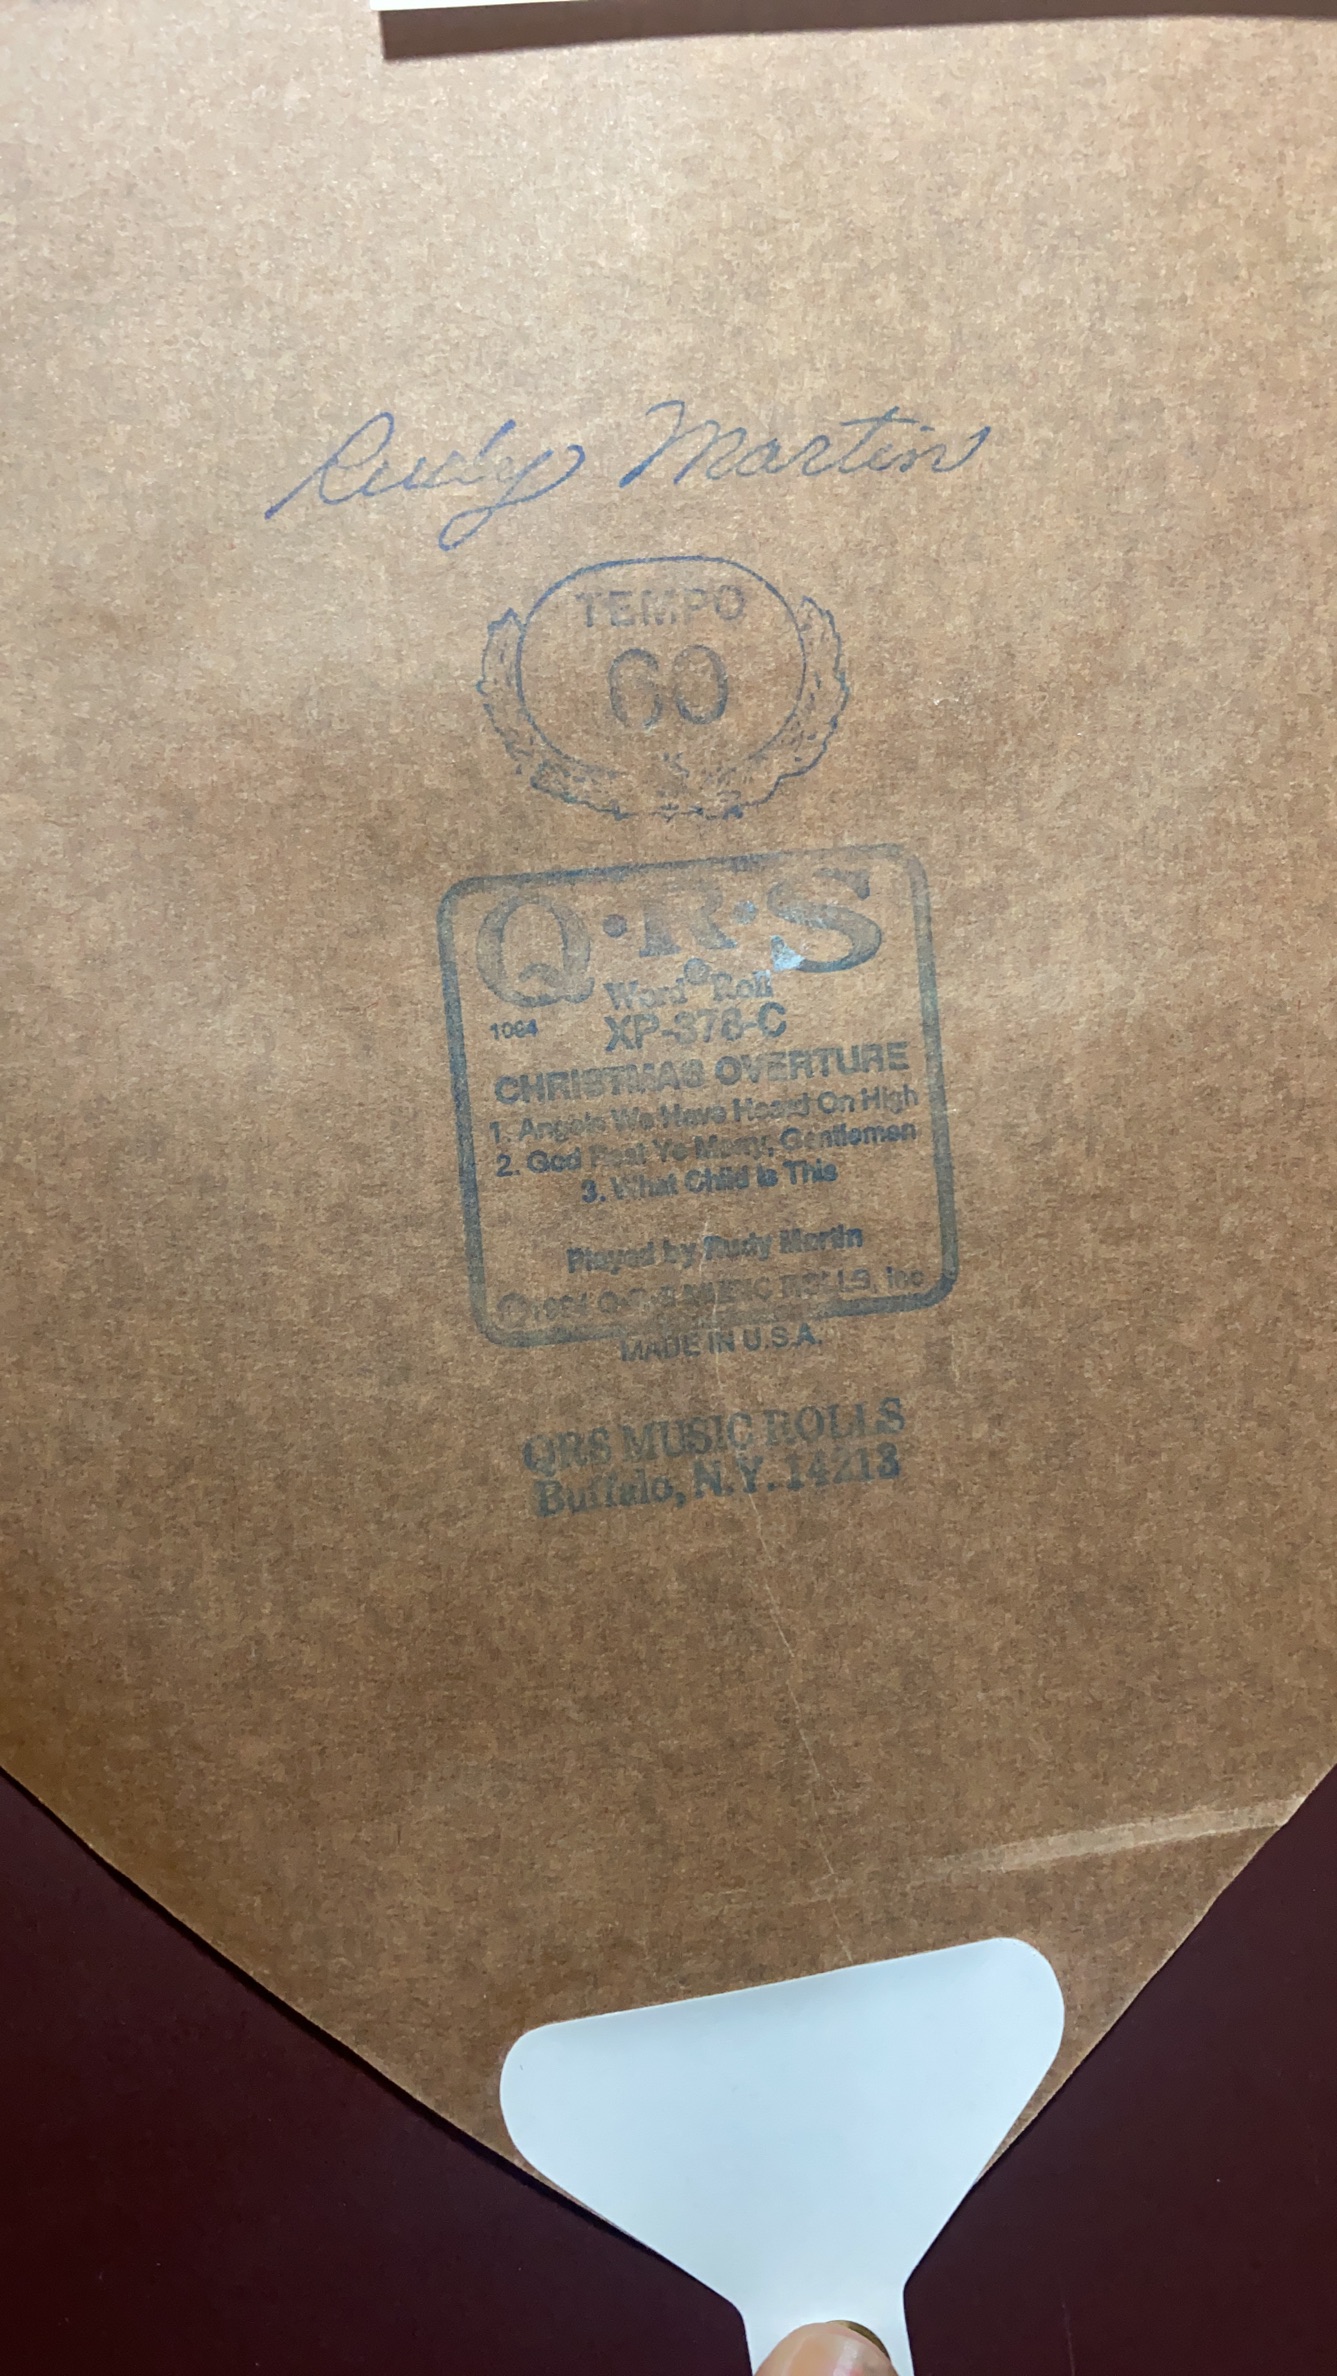 Rudy Martin
TEMPO
60
Q·R·S
Word® Roll
XP-378-C
CHRISTMAS OVERTURE
1. Angels We Have Heard On High
2. God Rest Ye Merry, Gentlemen
3. What Child Is This
Played by Rudy Martin
Q·R·S MUSIC ROLLS, Inc
MADE IN U.S.A.
QRS MUSIC ROLLS
Buffalo, N.Y. 14213